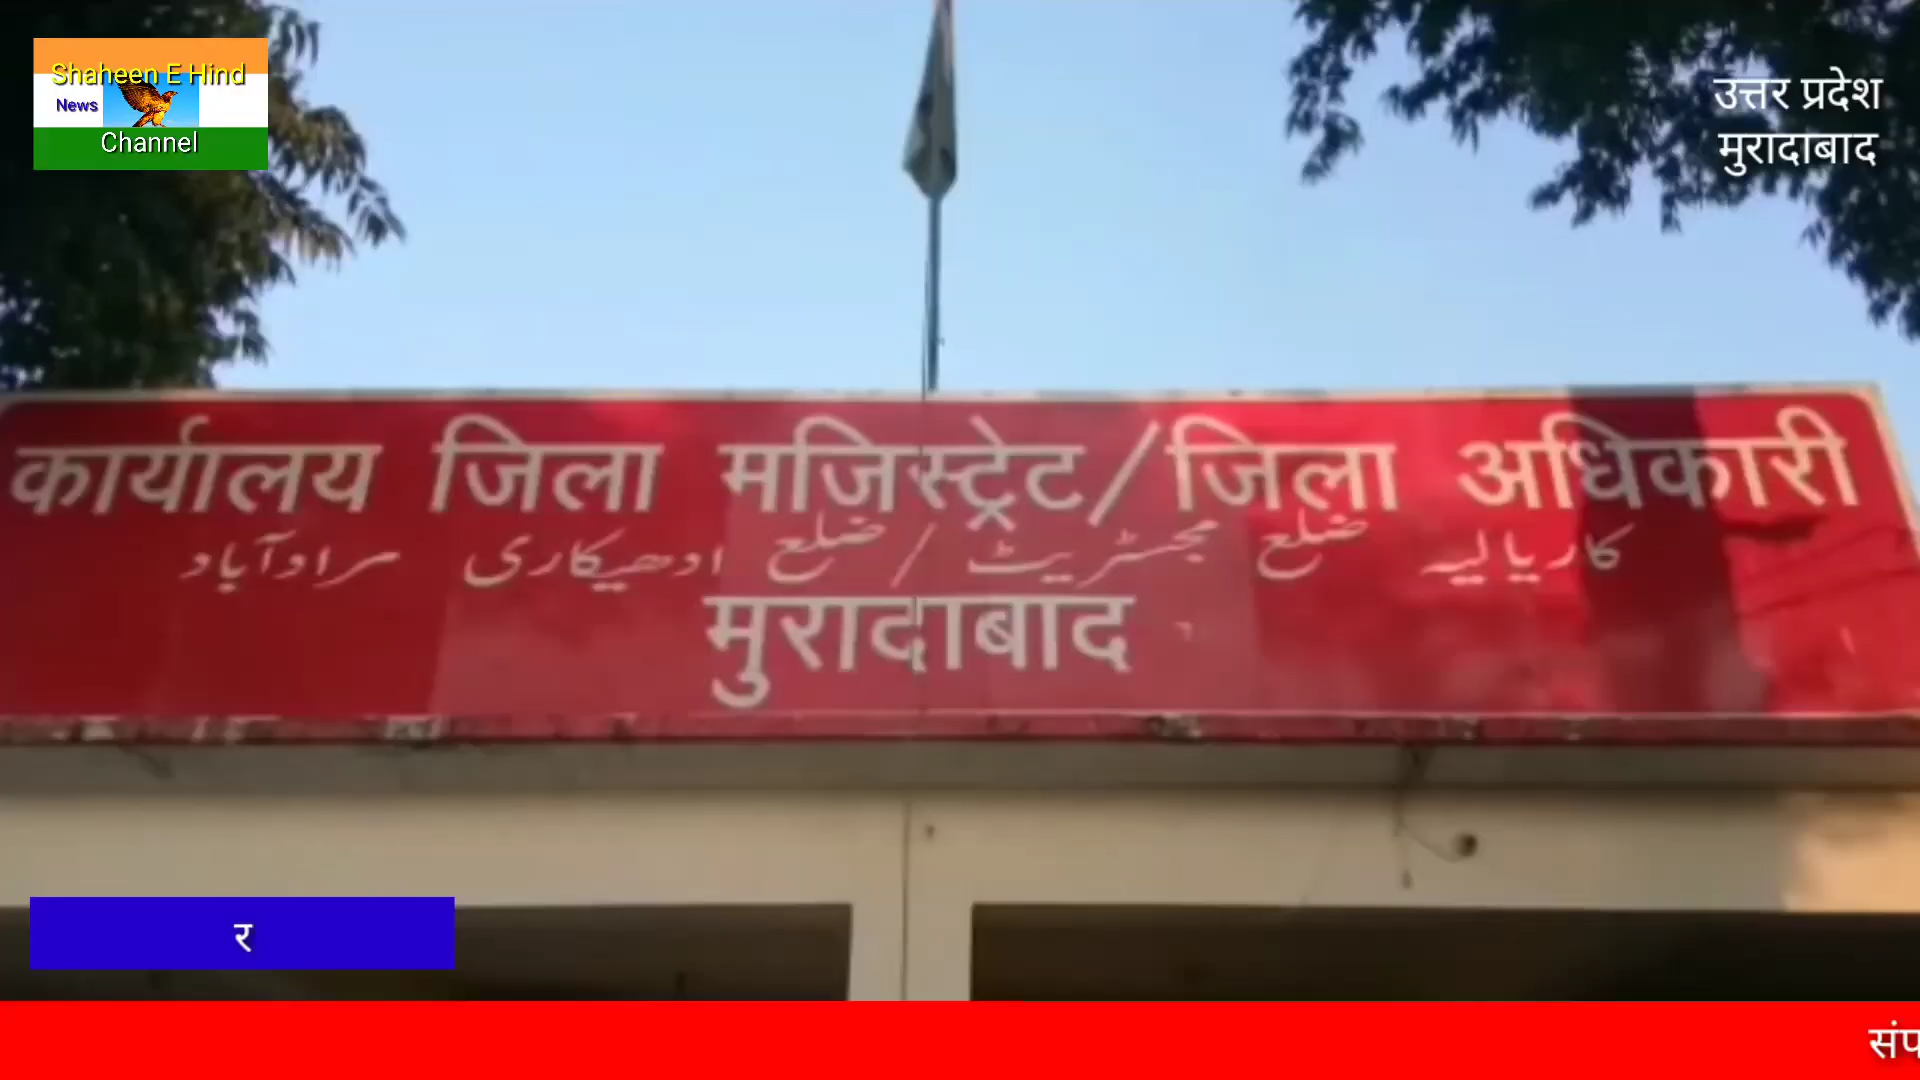 Shaheen E Hind
News
Channel
उत्तर प्रदेश
मुरादाबाद
कार्यालय जिला मजिस्ट्रेट/जिला अधिकारी
کاریالیہ ضلع مجسٹریٹ / ضلع ادھیکاری مرادآباد
मुरादाबाद
र
संप